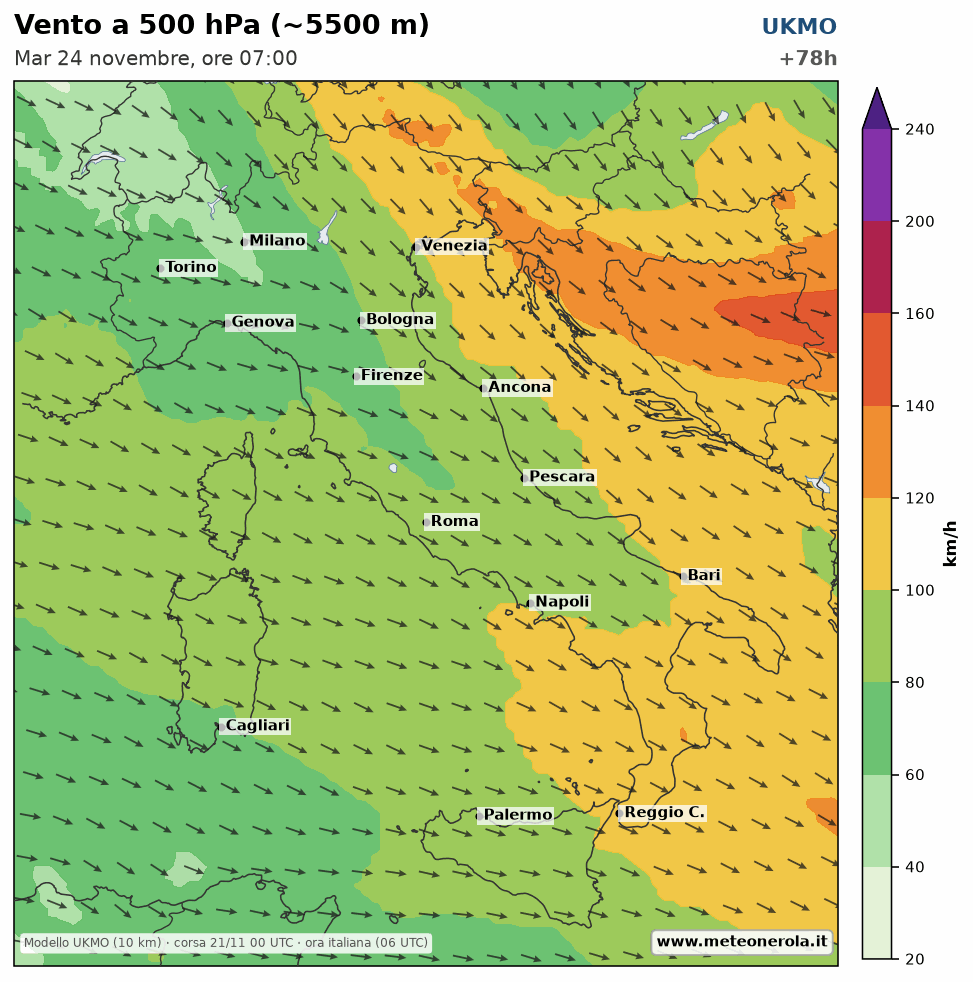 Vento a 500 hPa (~5500 m)
UKMO
Mar 24 novembre, ore 07:00
+78h
Milano
Venezia
Torino
Genova
Bologna
Firenze
Ancona
Pescara
Roma
Bari
Napoli
Cagliari
Palermo
Reggio C.
240
200
160
140
120
100
80
60
40
20
km/h
Modello UKMO (10 km) · corsa 21/11 00 UTC · ora italiana (06 UTC)
www.meteonerola.it